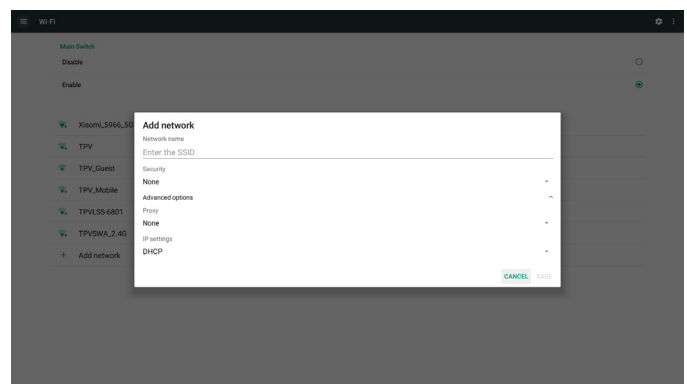 Wi-Fi
Main Switch
Disable
Enable
Xiaomi_5966_5G
TPV
TPV_Guest
TPV_Mobile
TPVLSS-6801
TPVSWA_2.4G
+ Add network
Add network
Network name
Enter the SSID
Security
None
Advanced options
Proxy
None
IP settings
DHCP
CANCEL SAVE